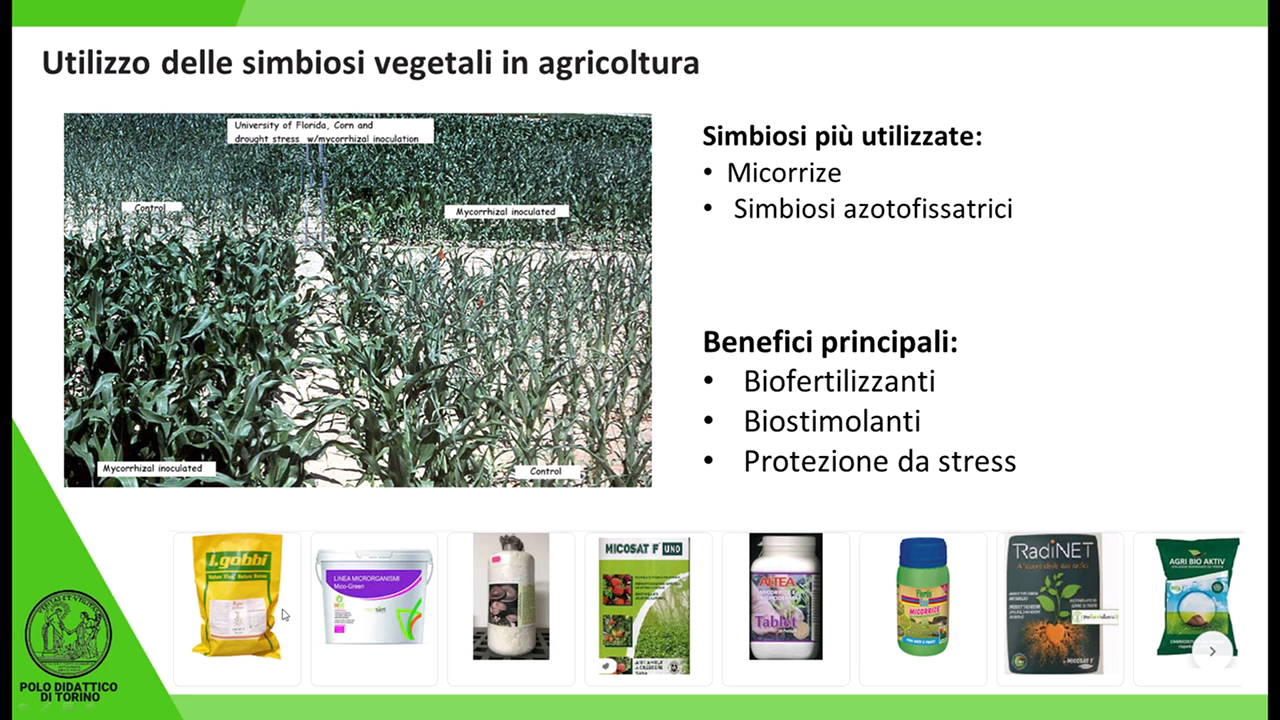 Utilizzo delle simbiosi vegetali in agricoltura
University of Florida, Corn and
drought stress w/mycorrhizal inoculation
Control
Mycorrhizal inoculated
Mycorrhizal inoculated
Control
Simbiosi più utilizzate:
• Micorrize
• Simbiosi azotofissatrici
Benefici principali:
• Biofertilizzanti
• Biostimolanti
• Protezione da stress
l.gobbi
LINEA MICRORGANISMI
Mico-Green
MICOSAT F UNO
ALTEA
Tablet
Fertis
MICORRIZE
RadiNET
MICOSAT F
AGRI BIO AKTIV
POLO DIDATTICO
DI TORINO